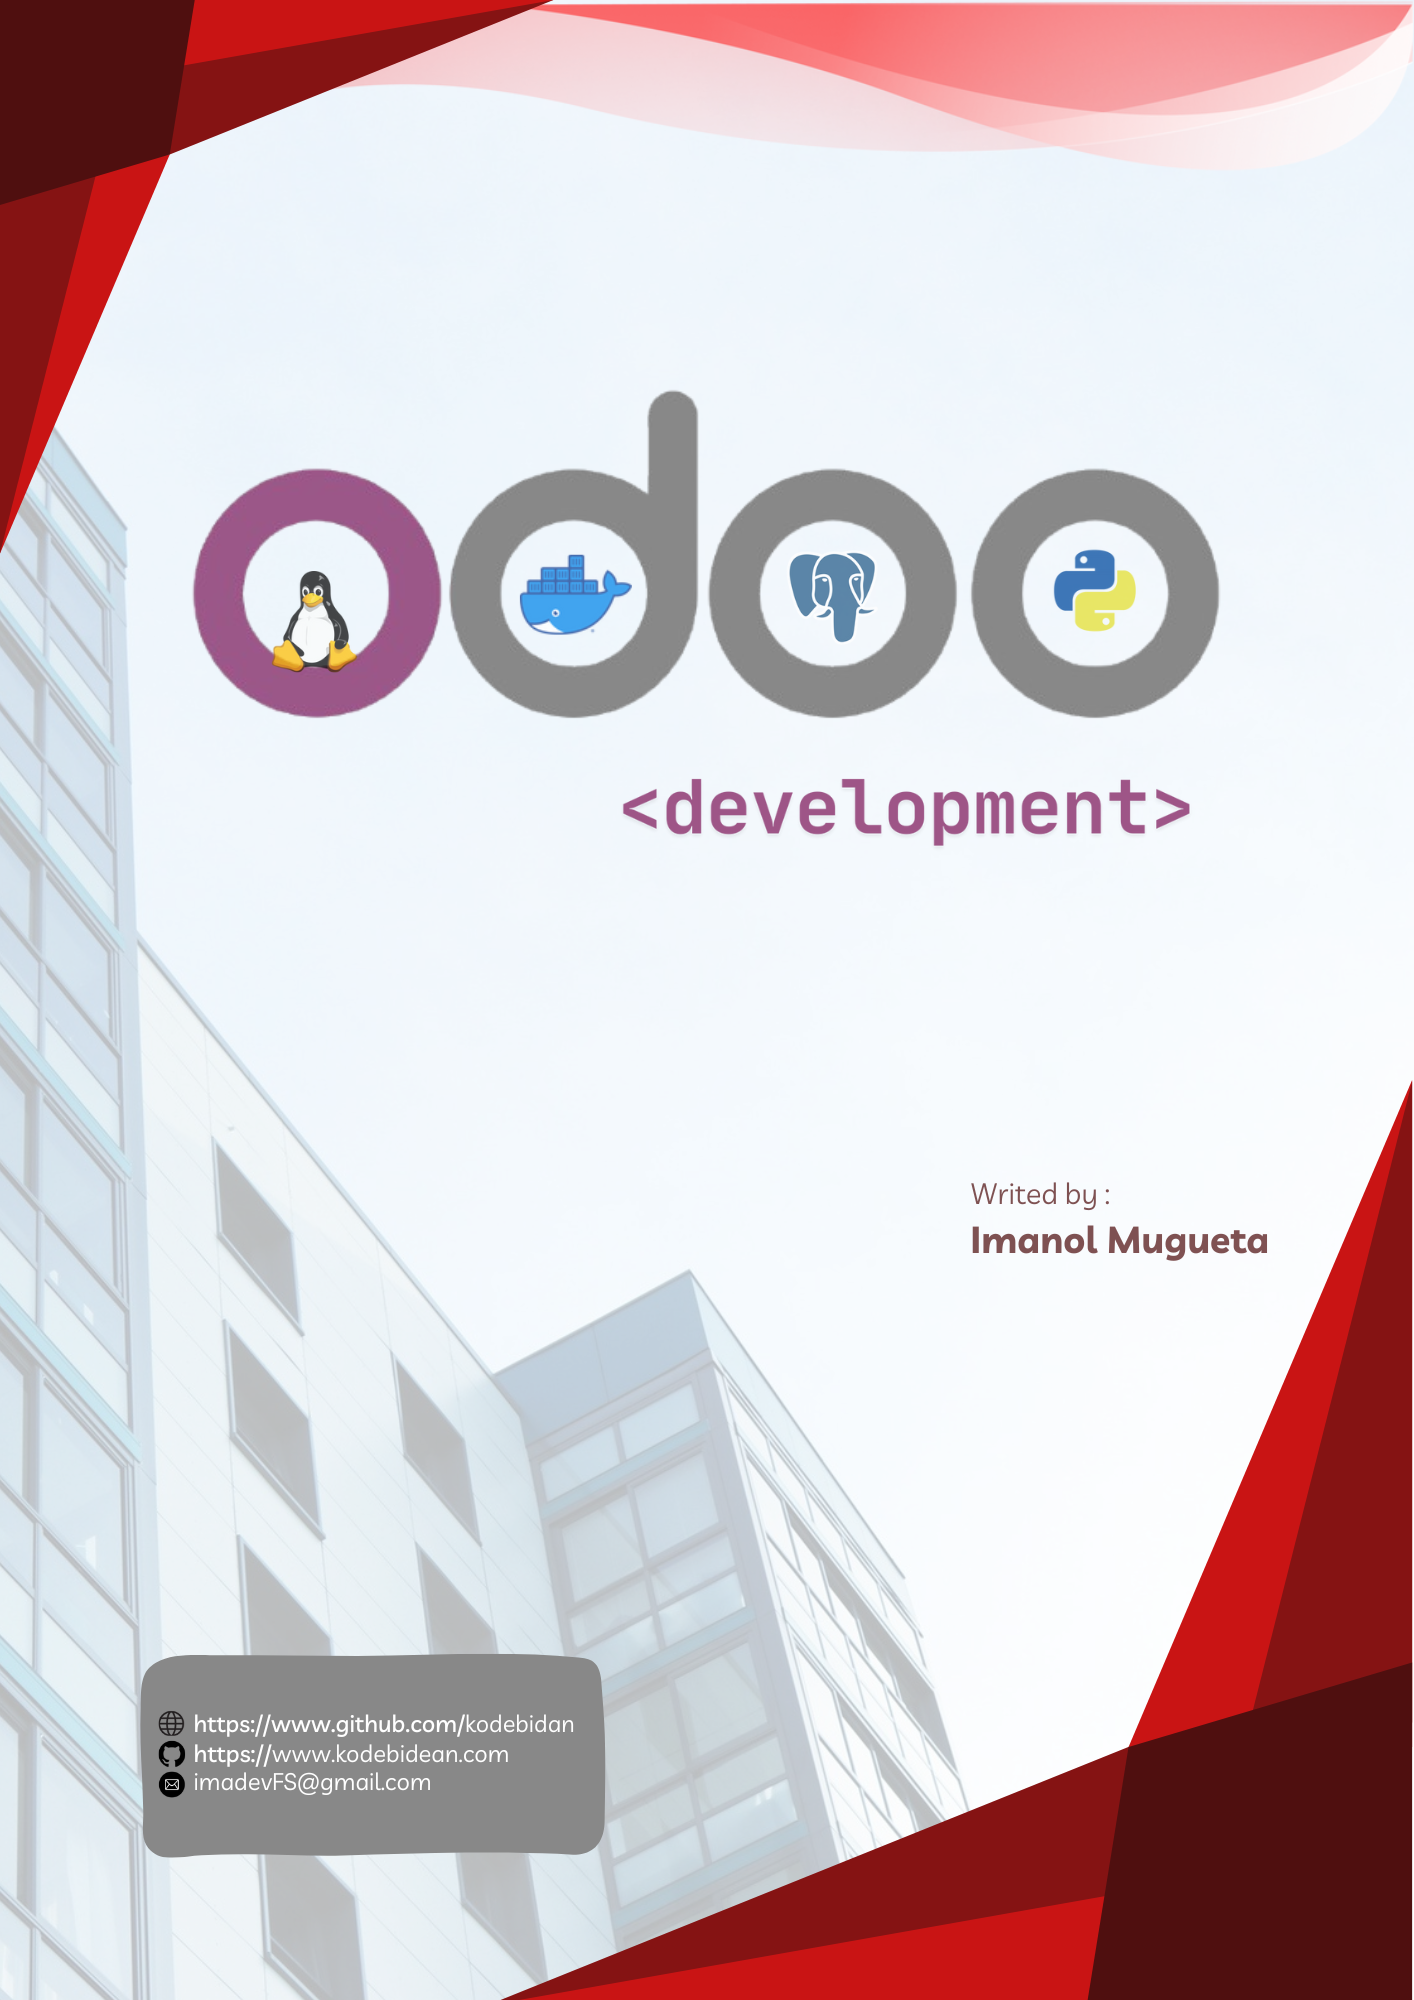 odoo
<development>
Writed by :
Imanol Mugueta
https://www.github.com/kodebidan
https://www.kodebidean.com
imadevFS@gmail.com